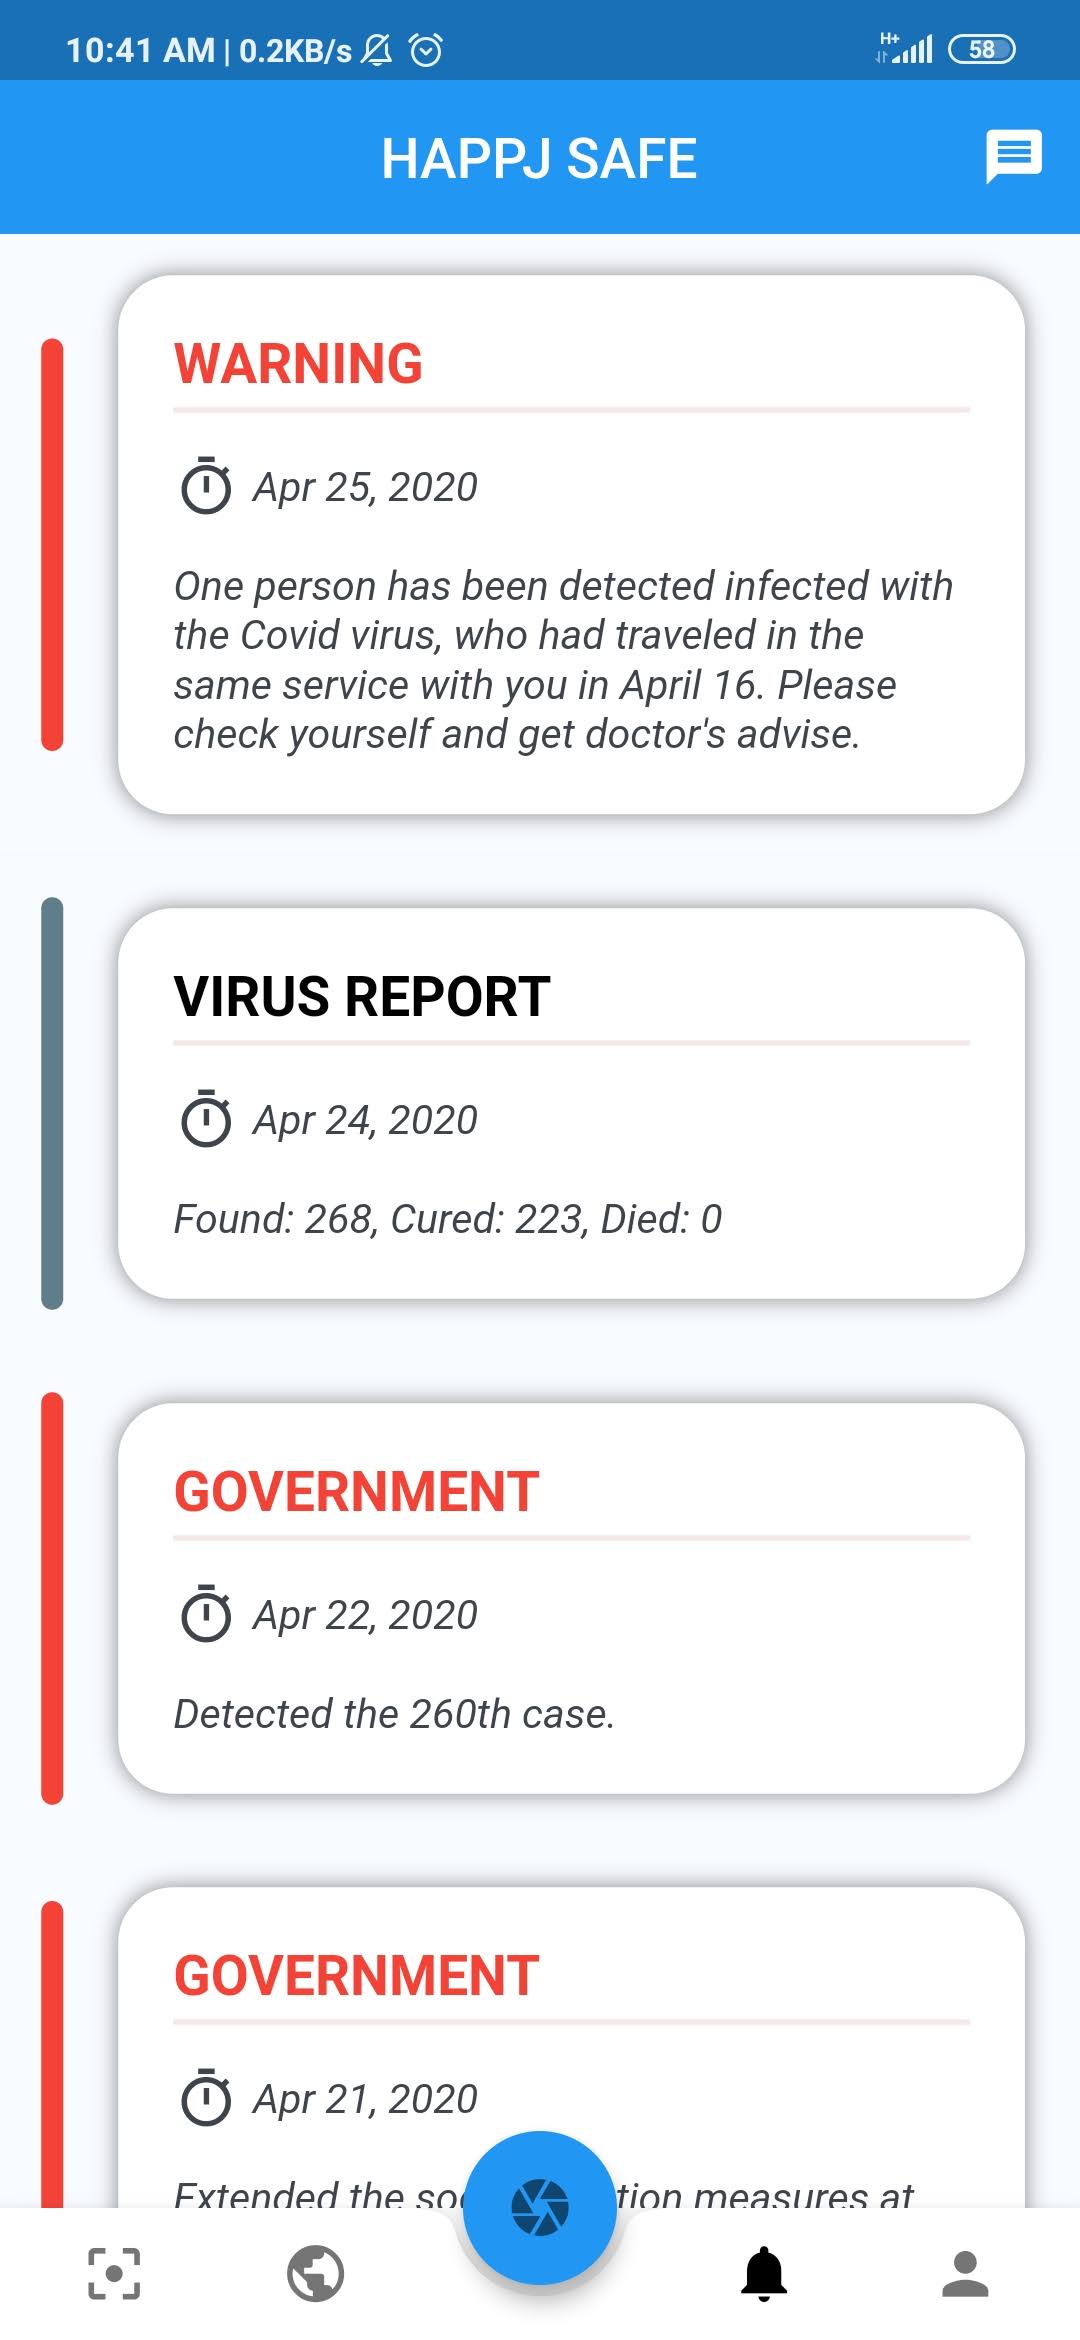 10:41 AM | 0.2KB/s
H+
58
HAPPJ SAFE
WARNING
Apr 25, 2020
One person has been detected infected with
the Covid virus, who had traveled in the
same service with you in April 16. Please
check yourself and get doctor's advise.
VIRUS REPORT
Apr 24, 2020
Found: 268, Cured: 223, Died: 0
GOVERNMENT
Apr 22, 2020
Detected the 260th case.
GOVERNMENT
Apr 21, 2020
Extended the measures at